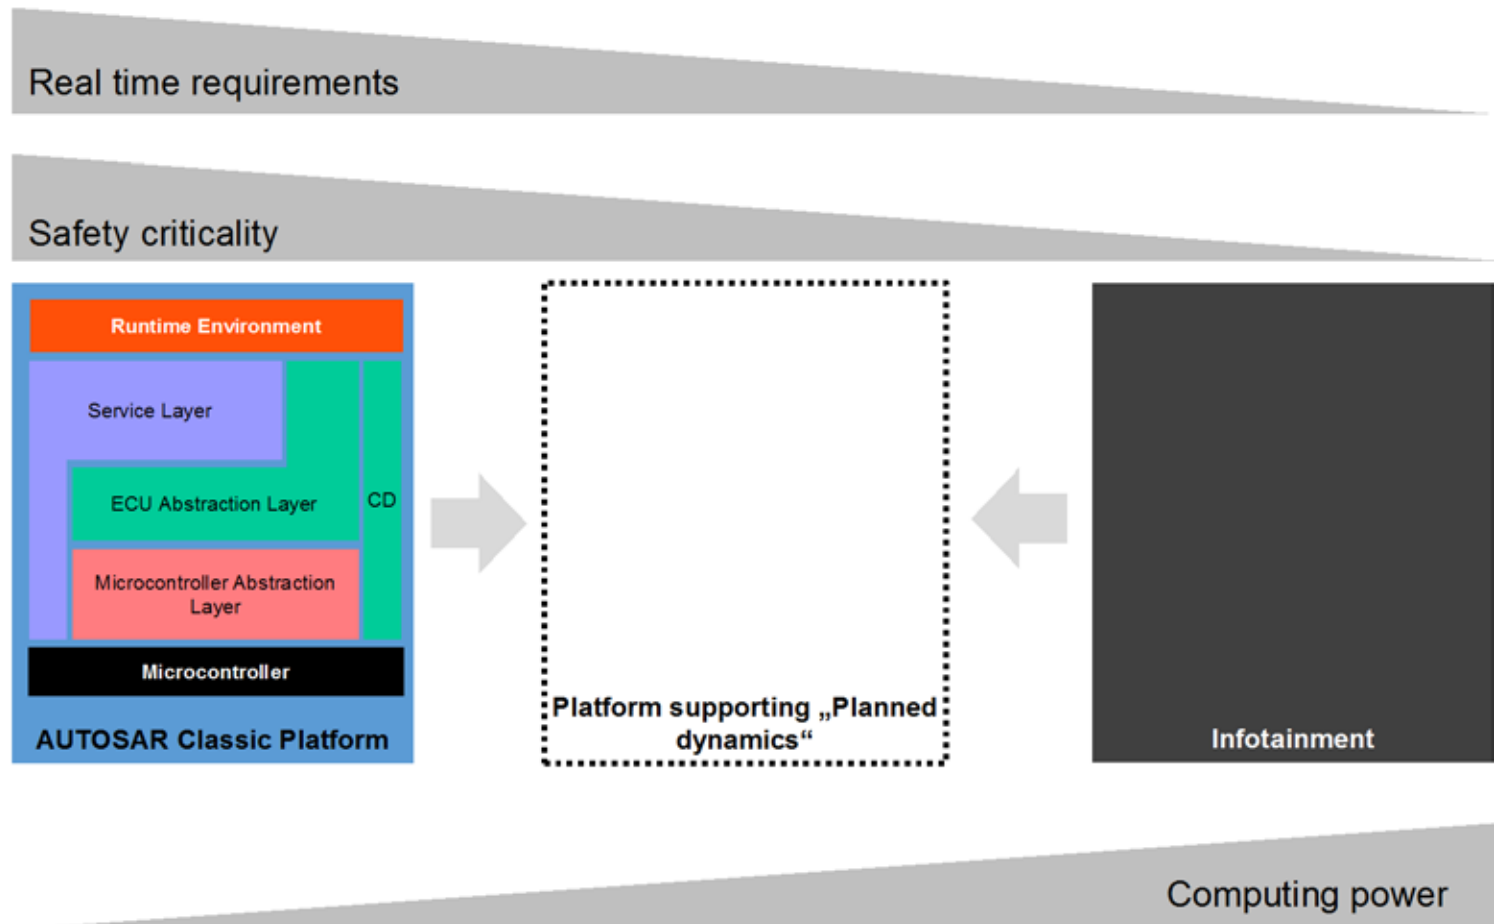 Real time requirements
Safety criticality
Runtime Environment
Service Layer
ECU Abstraction Layer
CD
Microcontroller Abstraction
Layer
Microcontroller
AUTOSAR Classic Platform
Platform supporting „Planned
dynamics“
Infotainment
Computing power